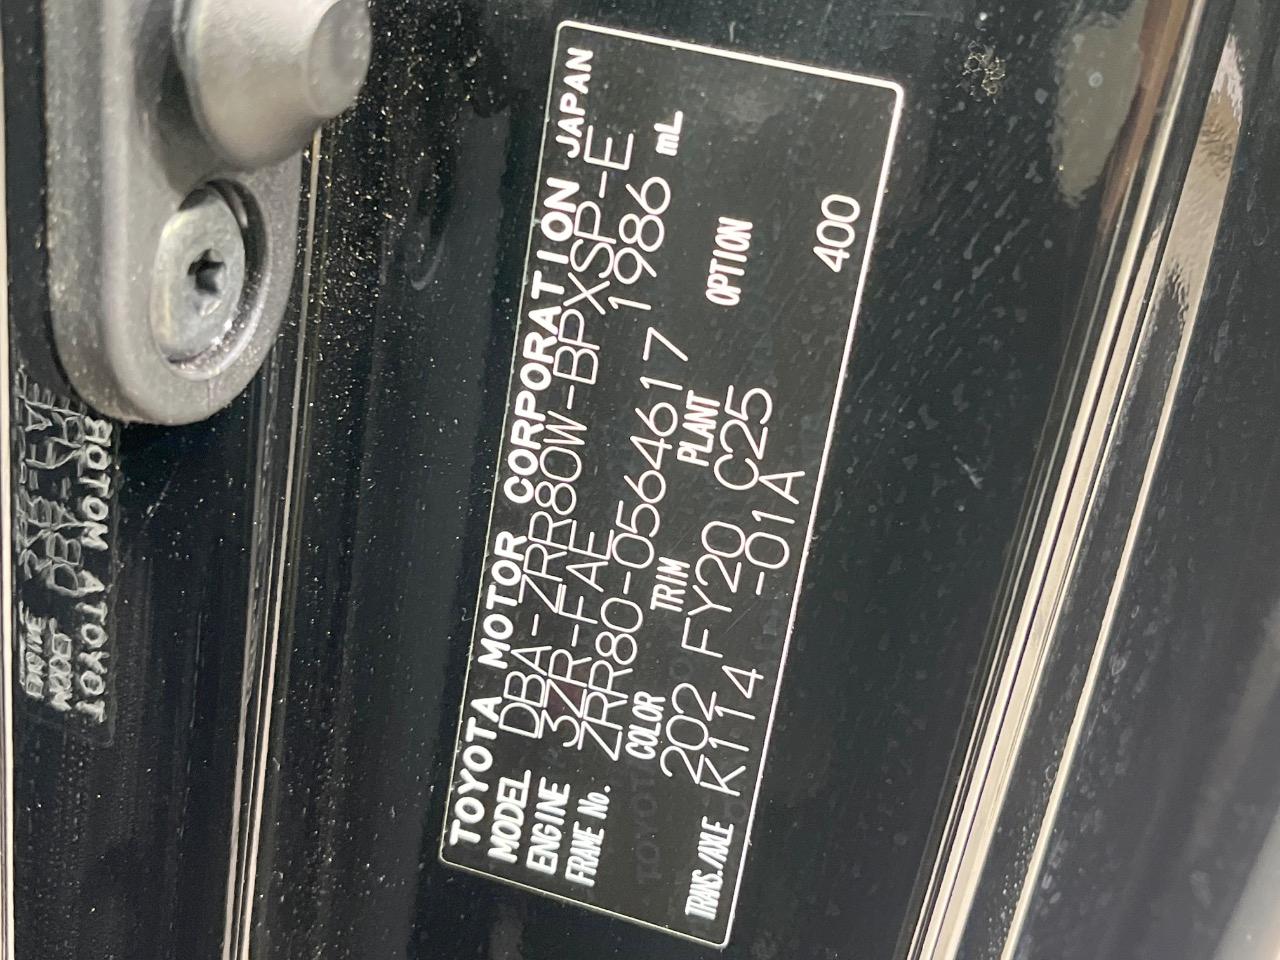 TOYOTA MOTOR CORPORATION JAPAN
MODEL DBA-ZRR80W-BPXSP-E
ENGINE 3ZR-FAE 1986 mL
FRAME No. ZRR80-0564617
COLOR TRIM PLANT OPTION
202 FY20 C25
TRANS./AXLE K114 -01A 400